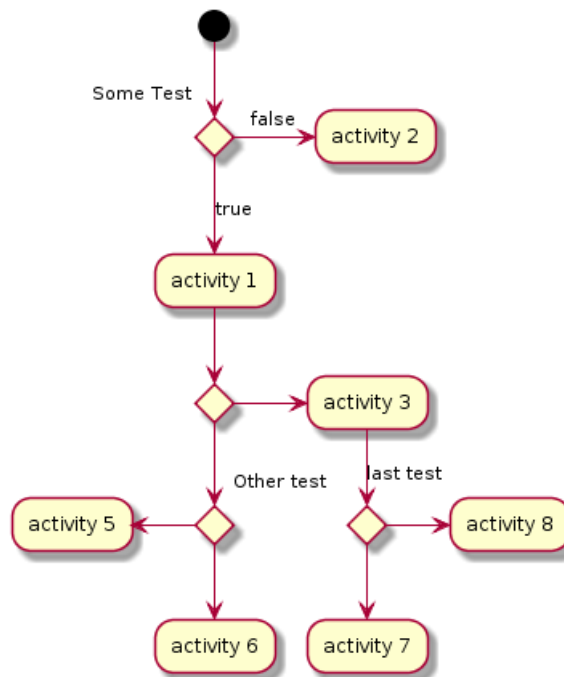 Some Test
false
activity 2
true
activity 1
activity 3
Other test
last test
activity 5
activity 8
activity 6
activity 7